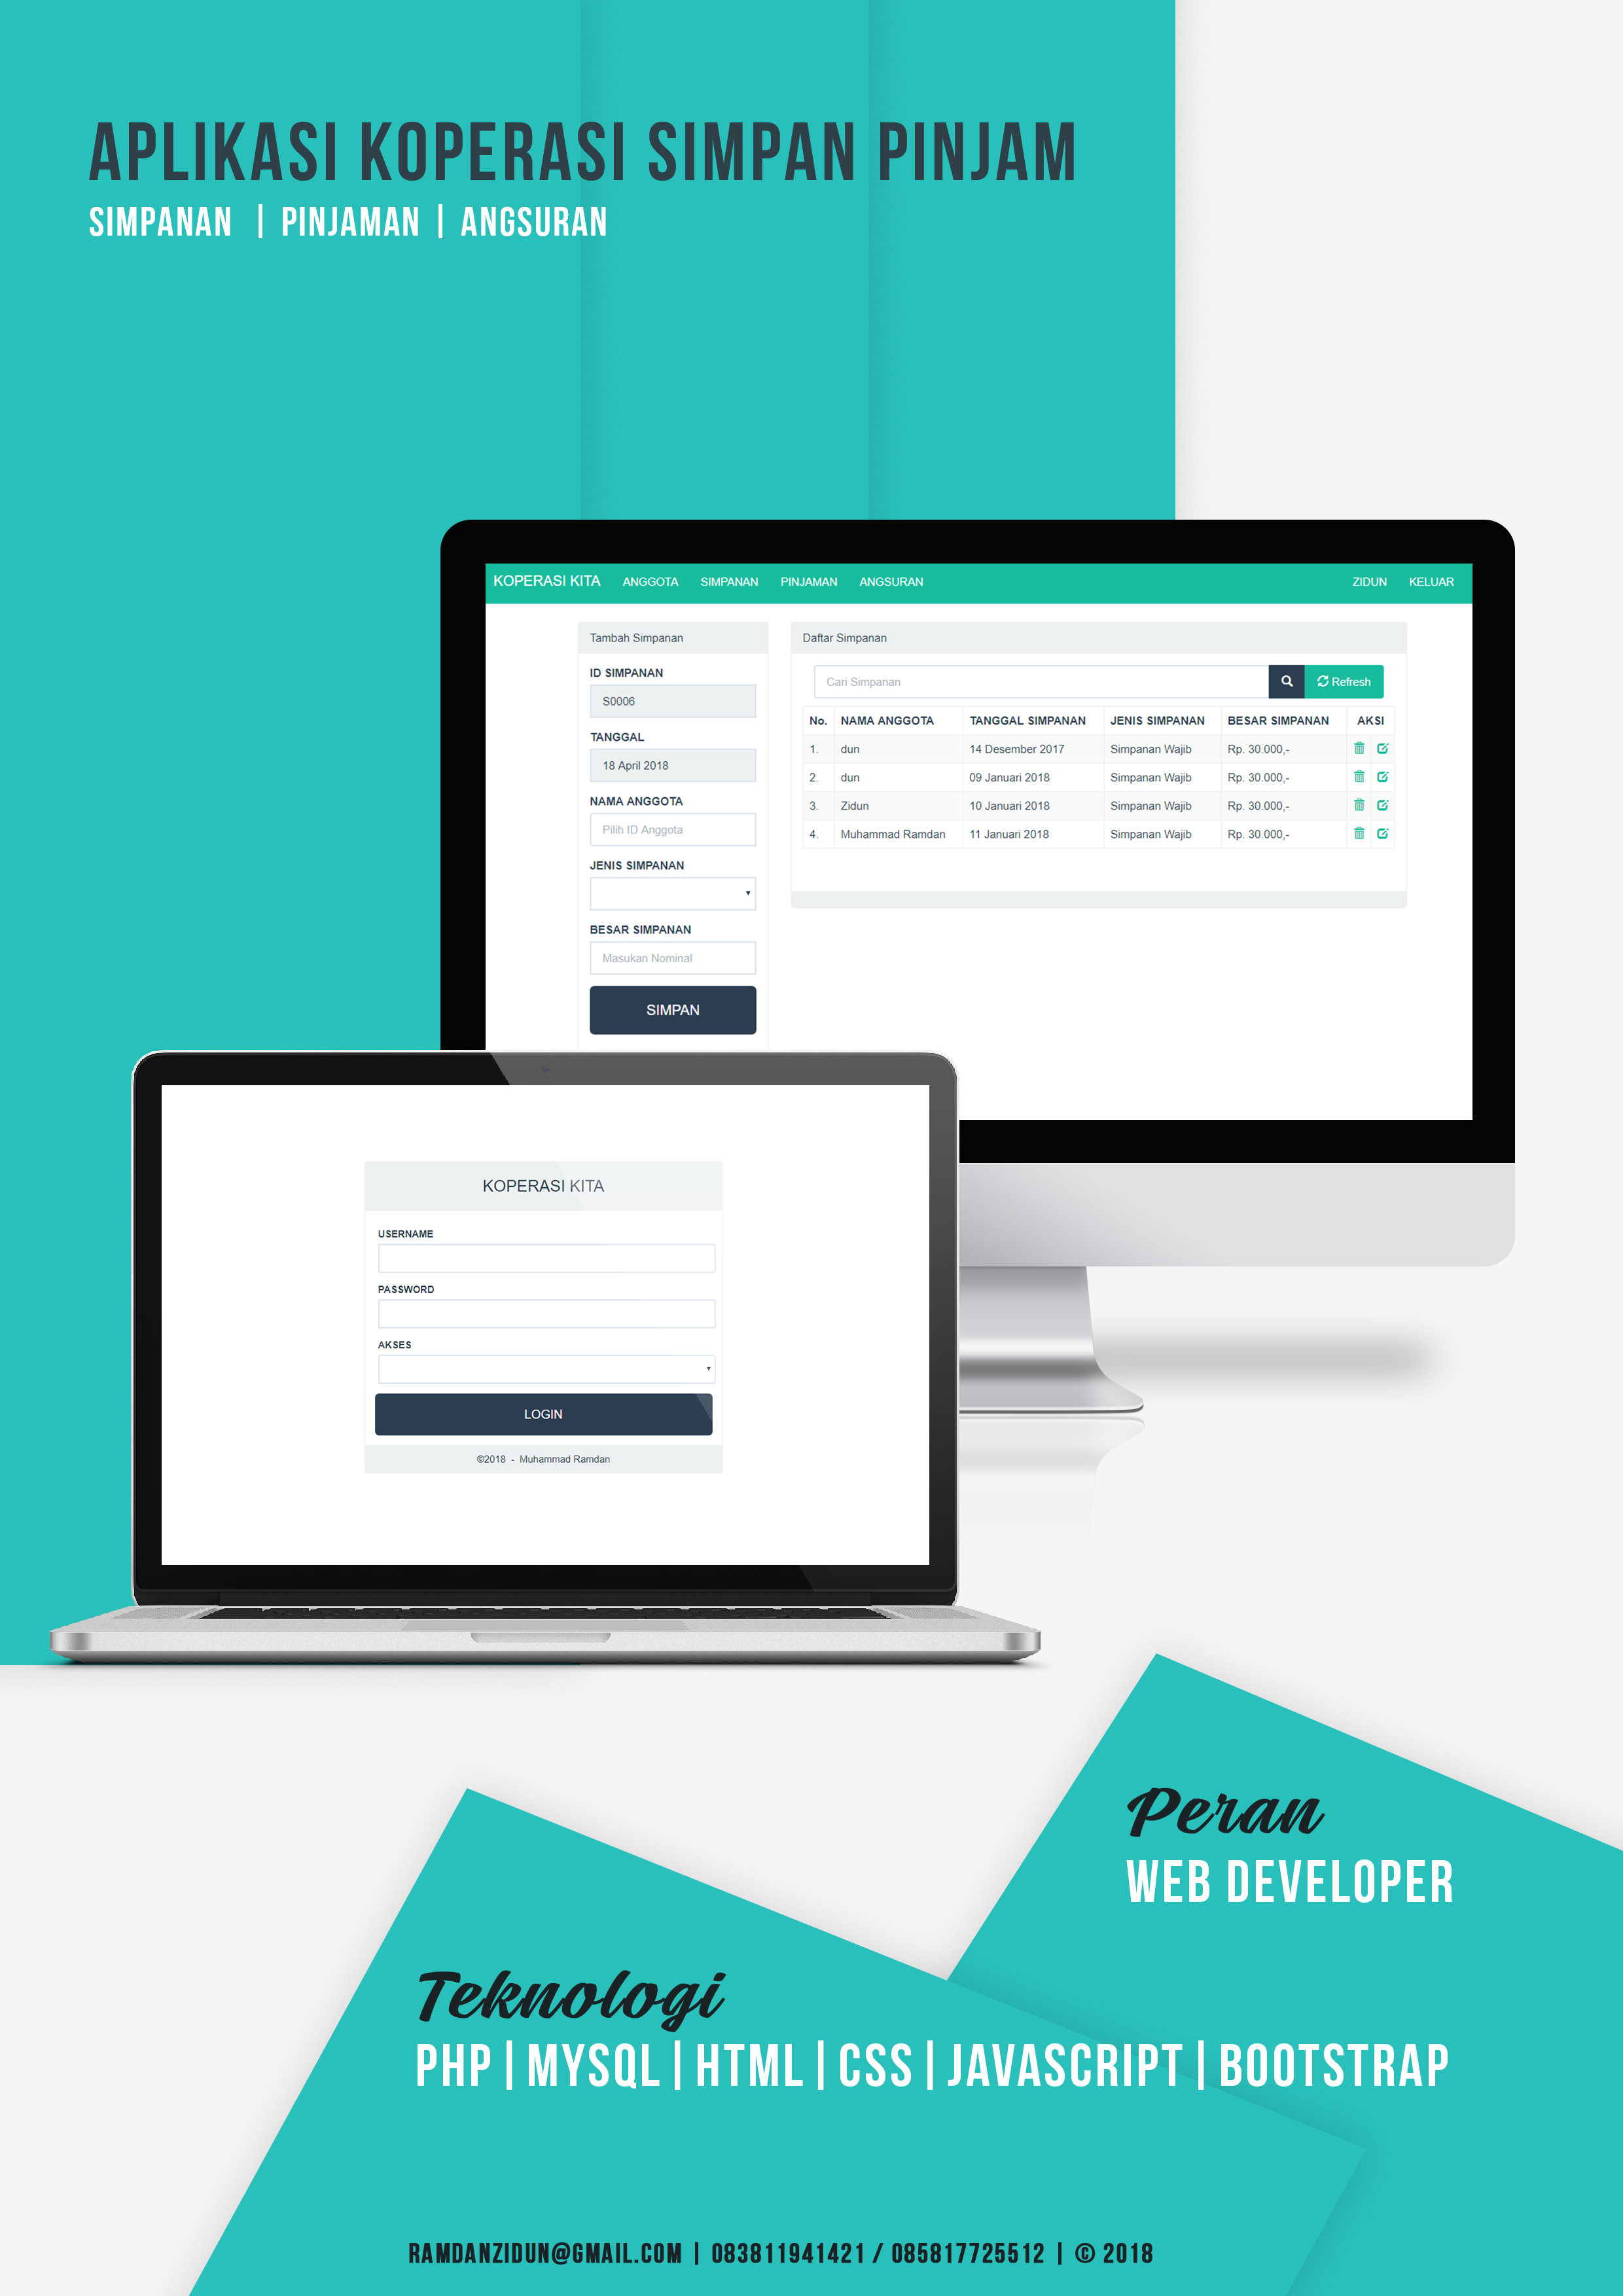 APLIKASI KOPERASI SIMPAN PINJAM
SIMPANAN | PINJAMAN | ANGSURAN
KOPERASI KITA ANGGOTA SIMPANAN PINJAMAN ANGSURAN ZIDUN KELUAR
Tambah Simpanan
ID SIMPANAN
S0006
TANGGAL
18 April 2018
NAMA ANGGOTA
Pilih ID Anggota
JENIS SIMPANAN
BESAR SIMPANAN
Masukan Nominal
SIMPAN
Daftar Simpanan
Cari Simpanan Refresh
No. NAMA ANGGOTA TANGGAL SIMPANAN JENIS SIMPANAN BESAR SIMPANAN AKSI
1. dun 14 Desember 2017 Simpanan Wajib Rp. 30.000,-
2. dun 09 Januari 2018 Simpanan Wajib Rp. 30.000,-
3. Zidun 10 Januari 2018 Simpanan Wajib Rp. 30.000,-
4. Muhammad Ramdan 11 Januari 2018 Simpanan Wajib Rp. 30.000,-
KOPERASI KITA
USERNAME
PASSWORD
AKSES
LOGIN
©2018 - Muhammad Ramdan
Peran
WEB DEVELOPER
Teknologi
PHP | MYSQL | HTML | CSS | JAVASCRIPT | BOOTSTRAP
RAMDANZIDUN@GMAIL.COM | 083811941421 / 085817725512 | © 2018